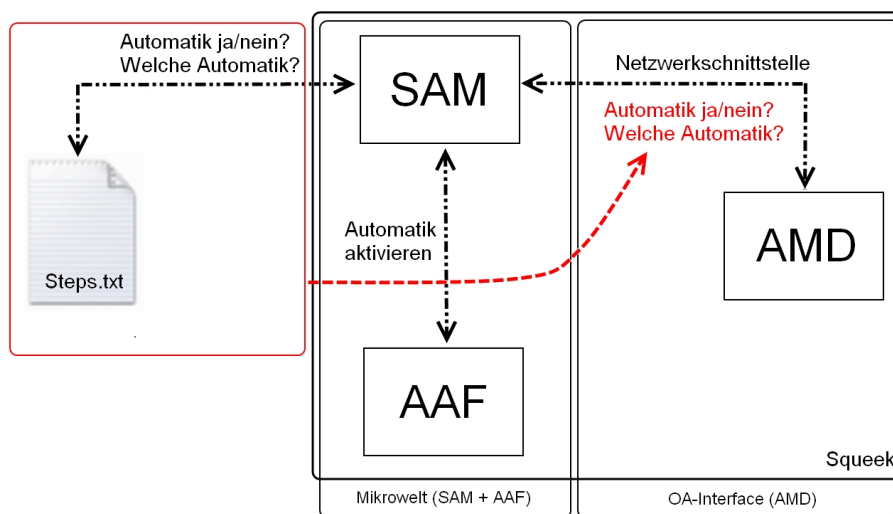 Automatik ja/nein?
Welche Automatik?
SAM
Netzwerkschnittstelle
Automatik ja/nein?
Welche Automatik?
Automatik
aktivieren
AMD
Steps.txt
AAF
Squeek
Mikrowelt (SAM + AAF)
OA-Interface (AMD)